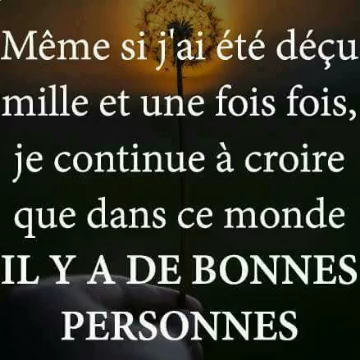 Même si j'ai été déçu
mille et une fois fois,
je continue à croire
que dans ce monde
IL Y A DE BONNES
PERSONNES